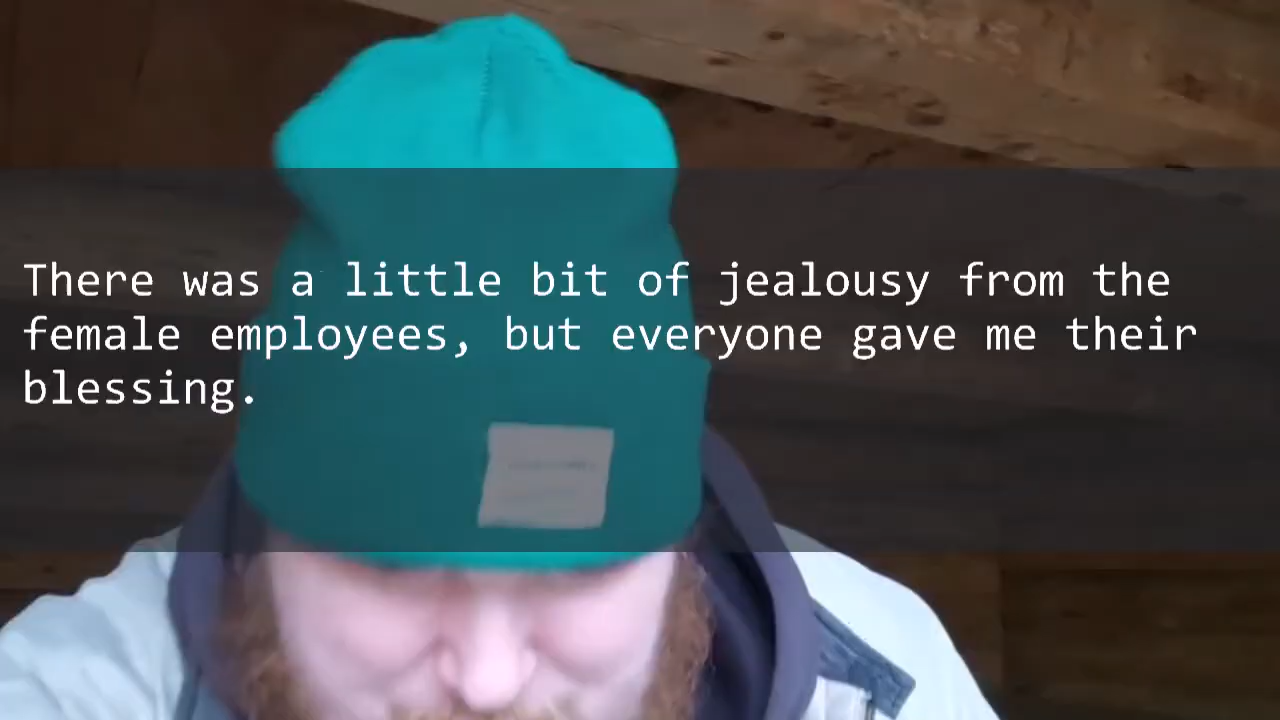 There was a little bit of jealousy from the
female employees, but everyone gave me their
blessing.